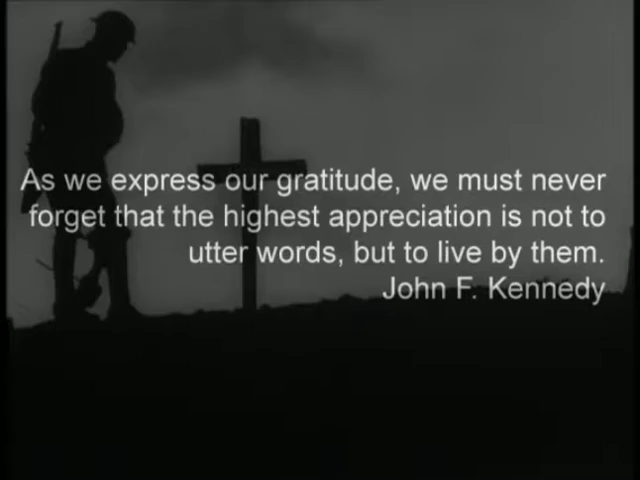 As we express our gratitude, we must never
forget that the highest appreciation is not to
utter words, but to live by them.
John F. Kennedy